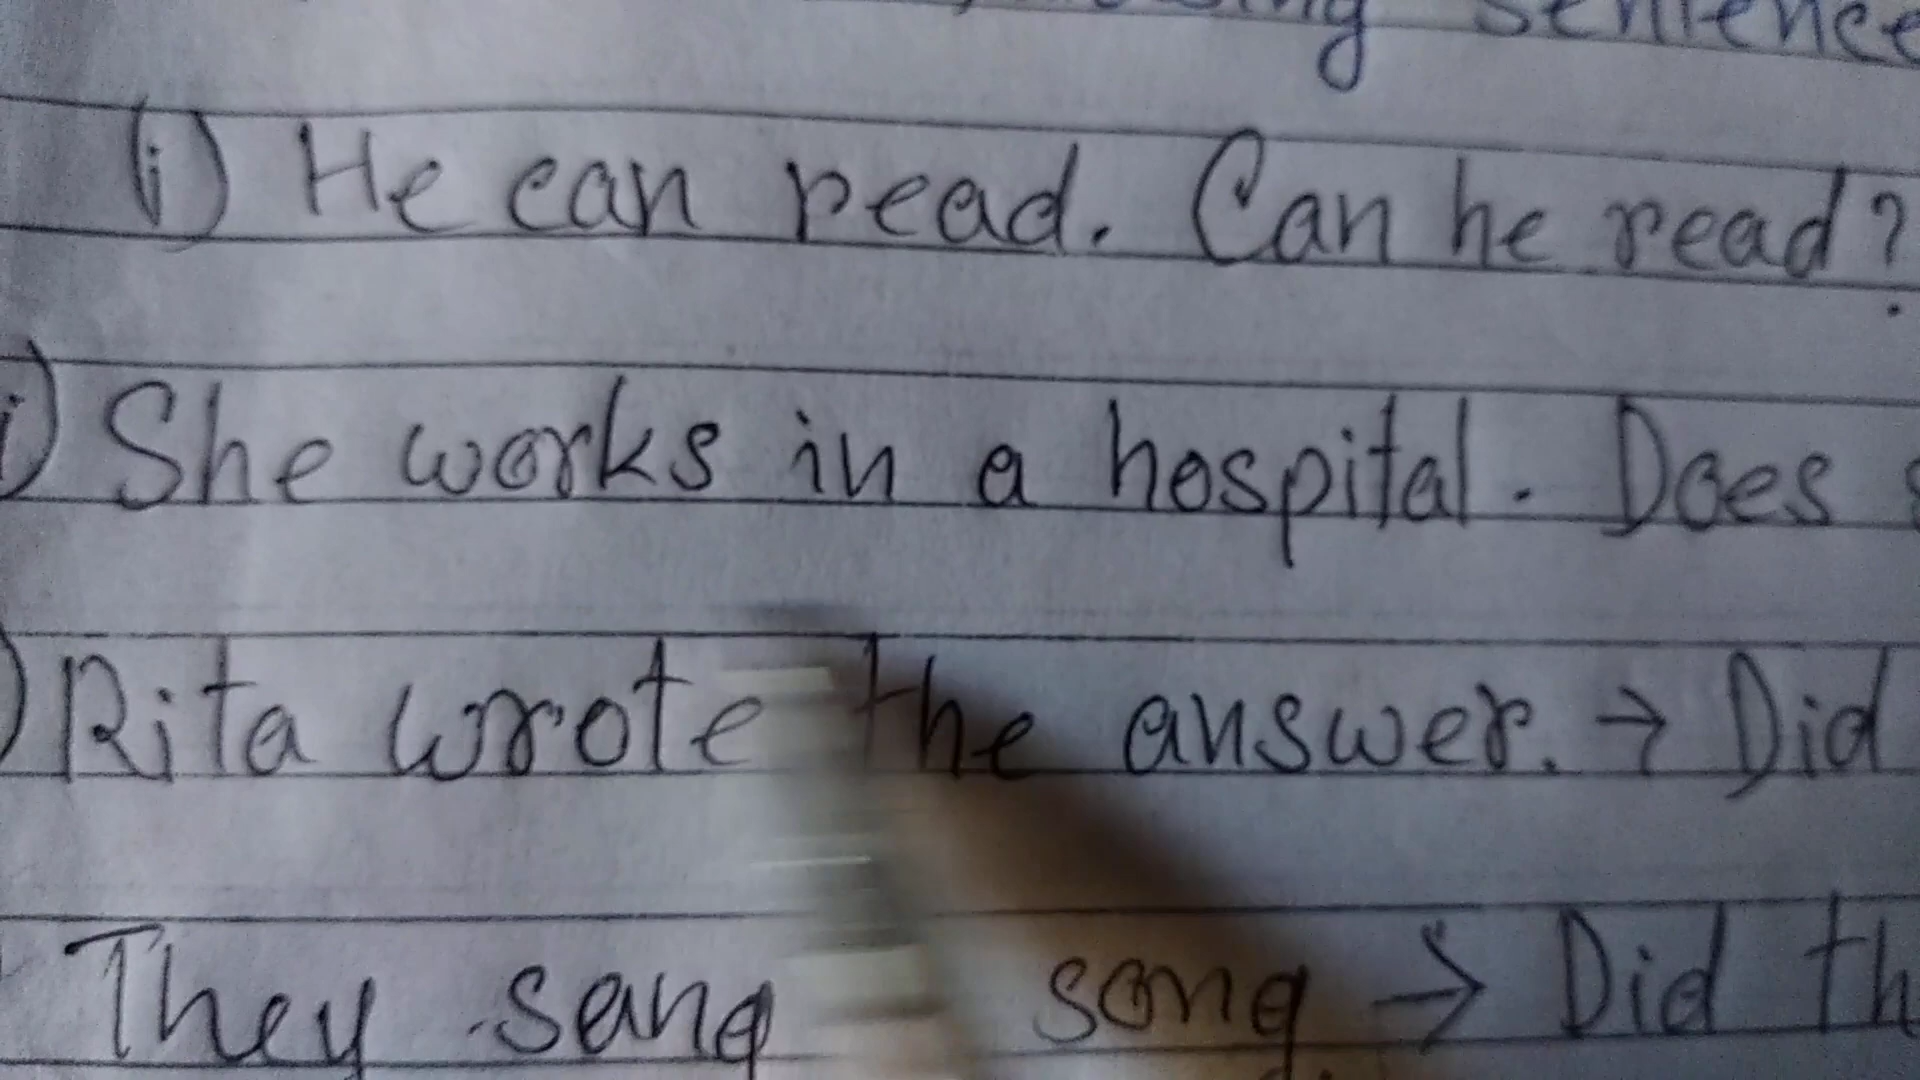 sentence
(i) He can read. Can he read?
i) She works in a hospital. Does
) Rita wrote the answer. → Did
They sang song → Did